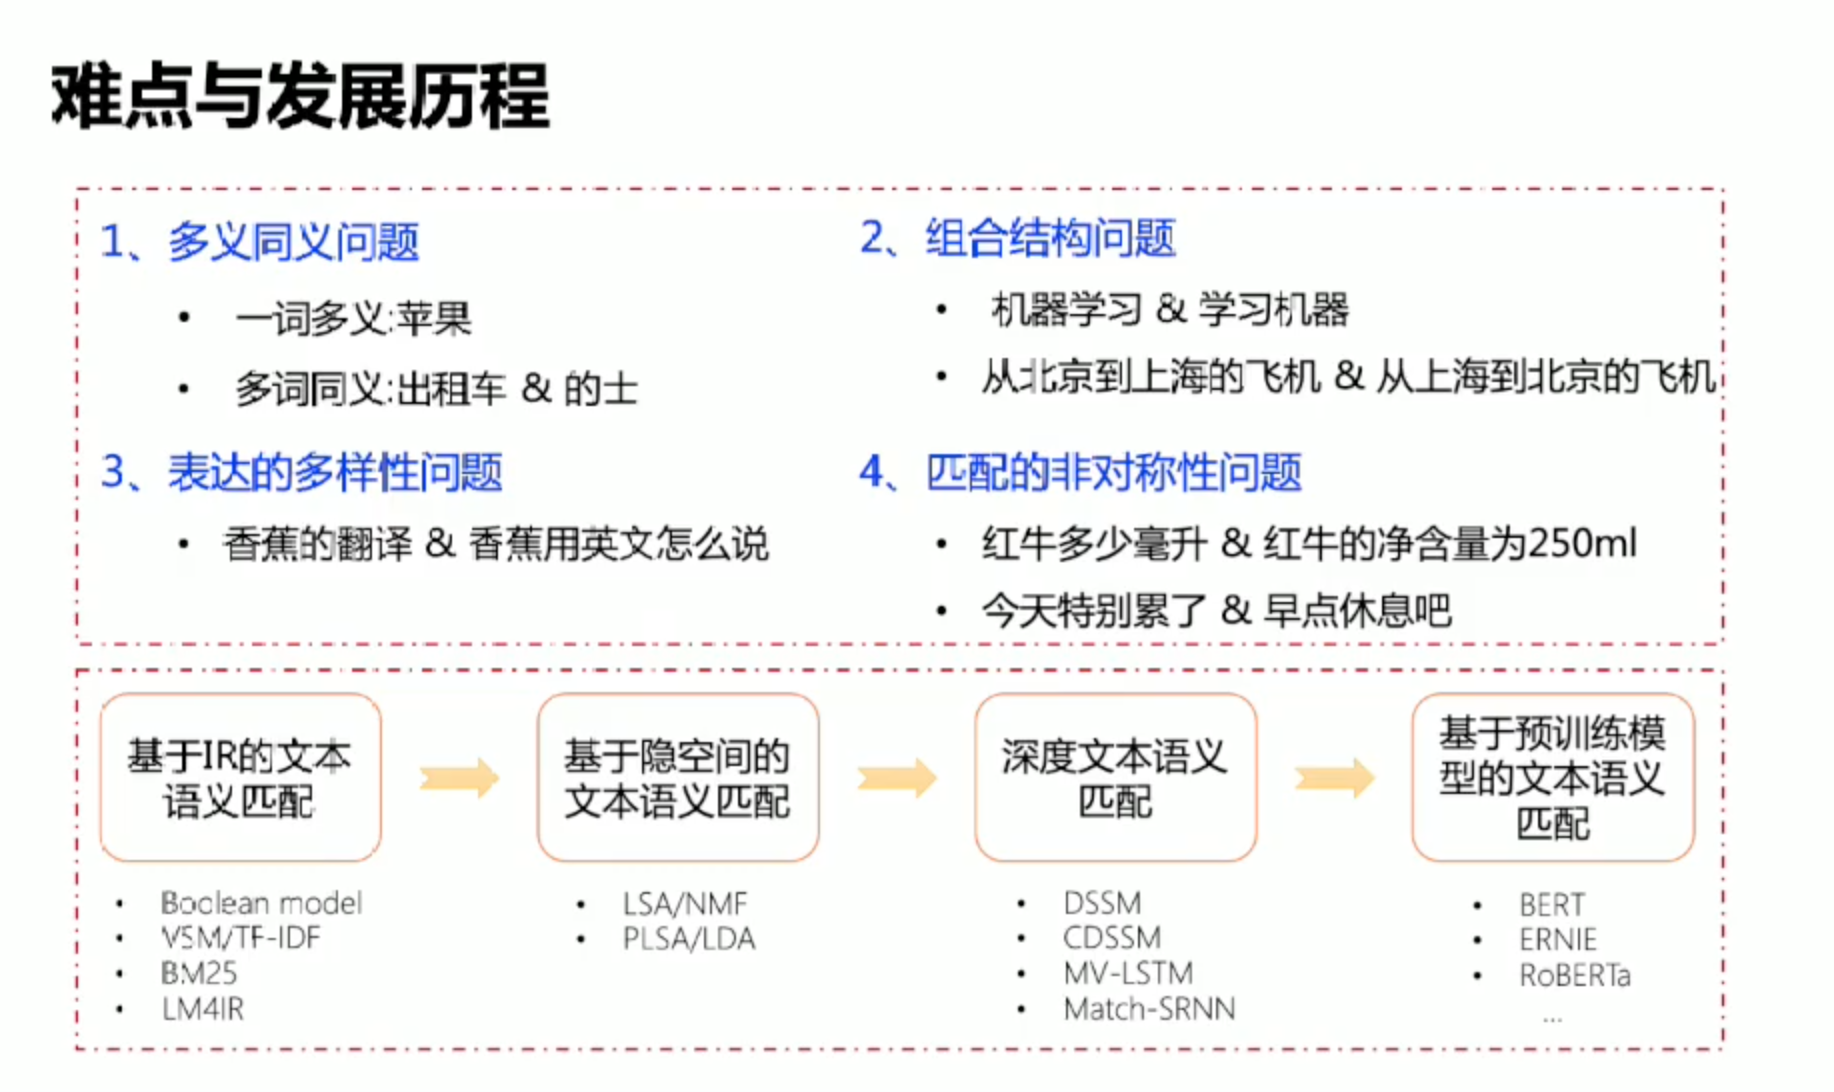 难点与发展历程
1、多义同义问题
• 一词多义:苹果
• 多词同义:出租车 & 的士
2、组合结构问题
• 机器学习 & 学习机器
• 从北京到上海的飞机 & 从上海到北京的飞机
3、表达的多样性问题
• 香蕉的翻译 & 香蕉用英文怎么说
4、匹配的非对称性问题
• 红牛多少毫升 & 红牛的净含量为250ml
• 今天特别累了 & 早点休息吧
基于IR的文本
语义匹配
• Boolean model
• VSM/TF-IDF
• BM25
• LM4IR
基于隐空间的
文本语义匹配
• LSA/NMF
• PLSA/LDA
深度文本语义
匹配
• DSSM
• CDSSM
• MV-LSTM
• Match-SRNN
基于预训练模
型的文本语义
匹配
• BERT
• ERNIE
• RoBERTa
...